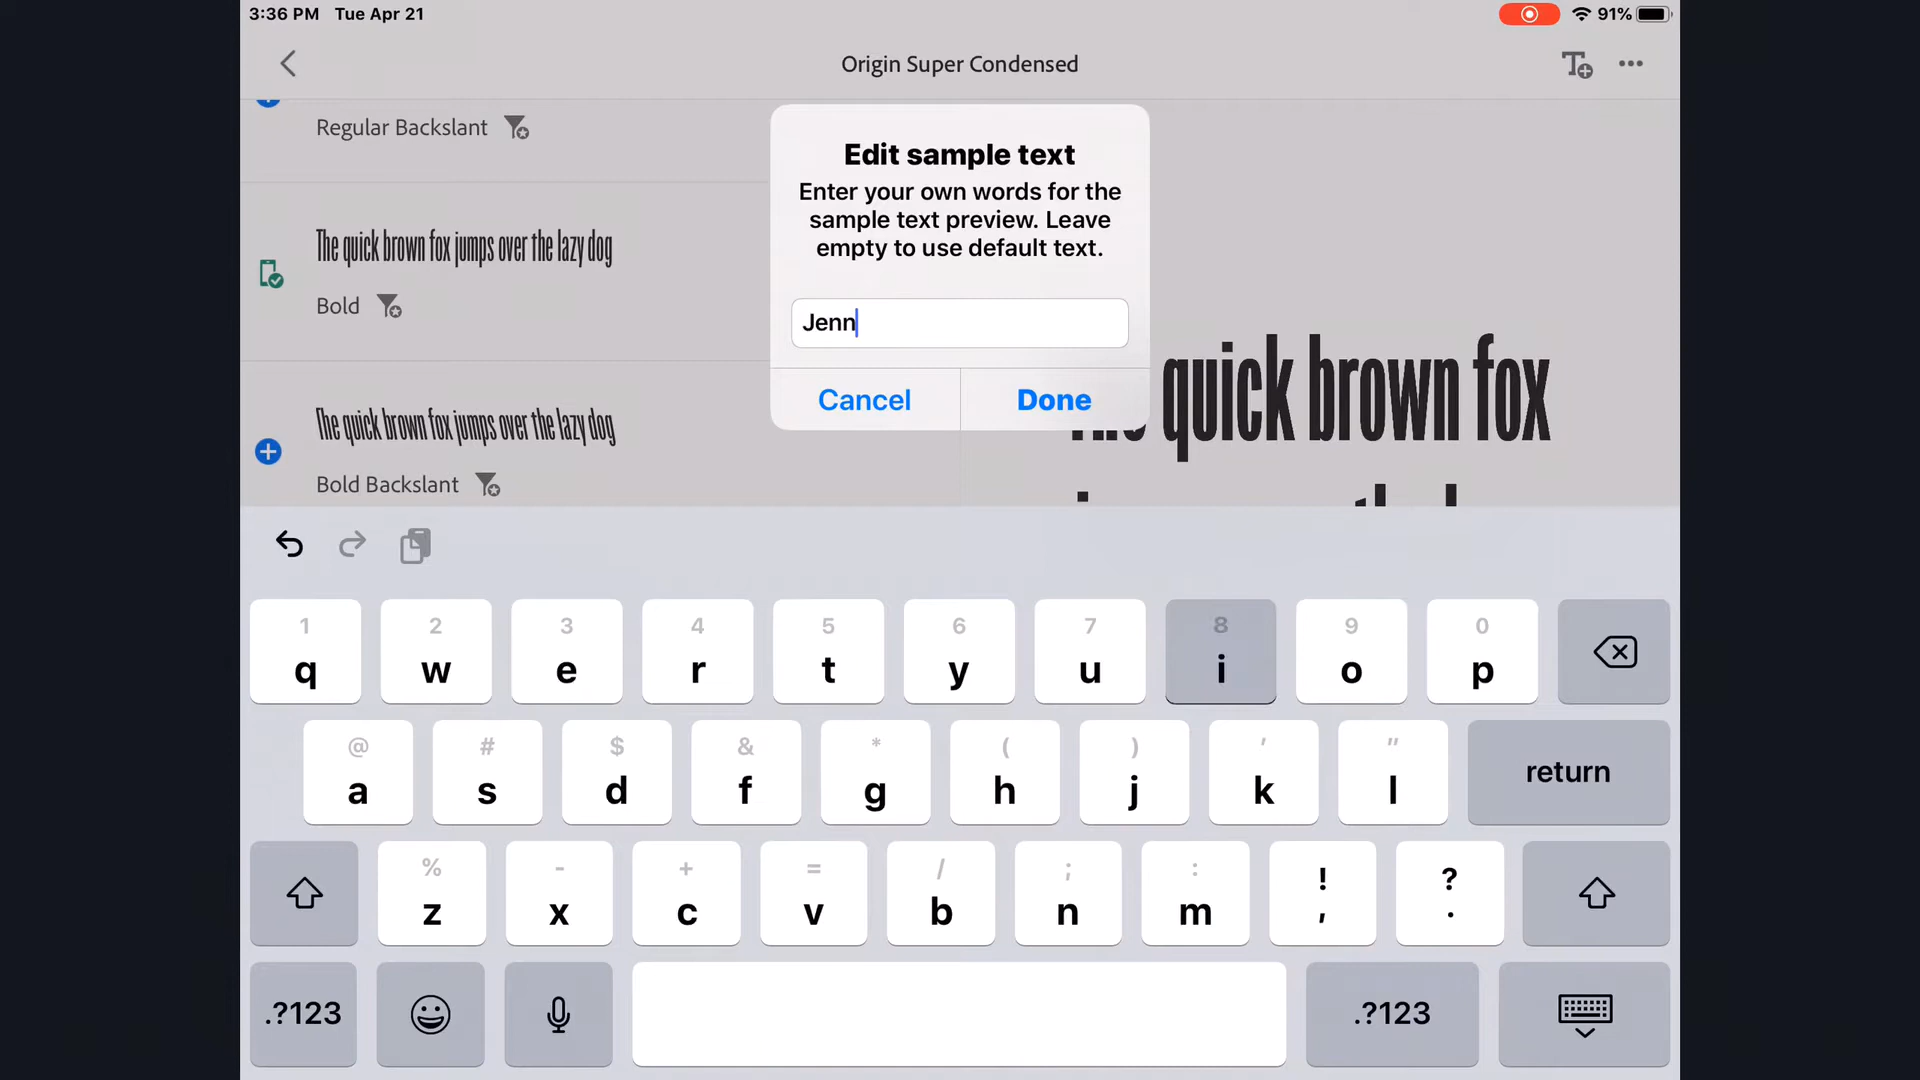 3:36 PM Tue Apr 21
91%
Origin Super Condensed
Regular Backslant
The quick brown fox jumps over the lazy dog
Bold
The quick brown fox jumps over the lazy dog
Bold Backslant
Edit sample text
Enter your own words for the
sample text preview. Leave
empty to use default text.
Jenn
Cancel Done
quick brown fox
1 2 3 4 5 6 7 8 9 0
q w e r t y u i o p
@ # $ & * ( ) ' "
a s d f g h j k l return
% - + = / ; : ! ?
z x c v b n m , .
.?123 .?123